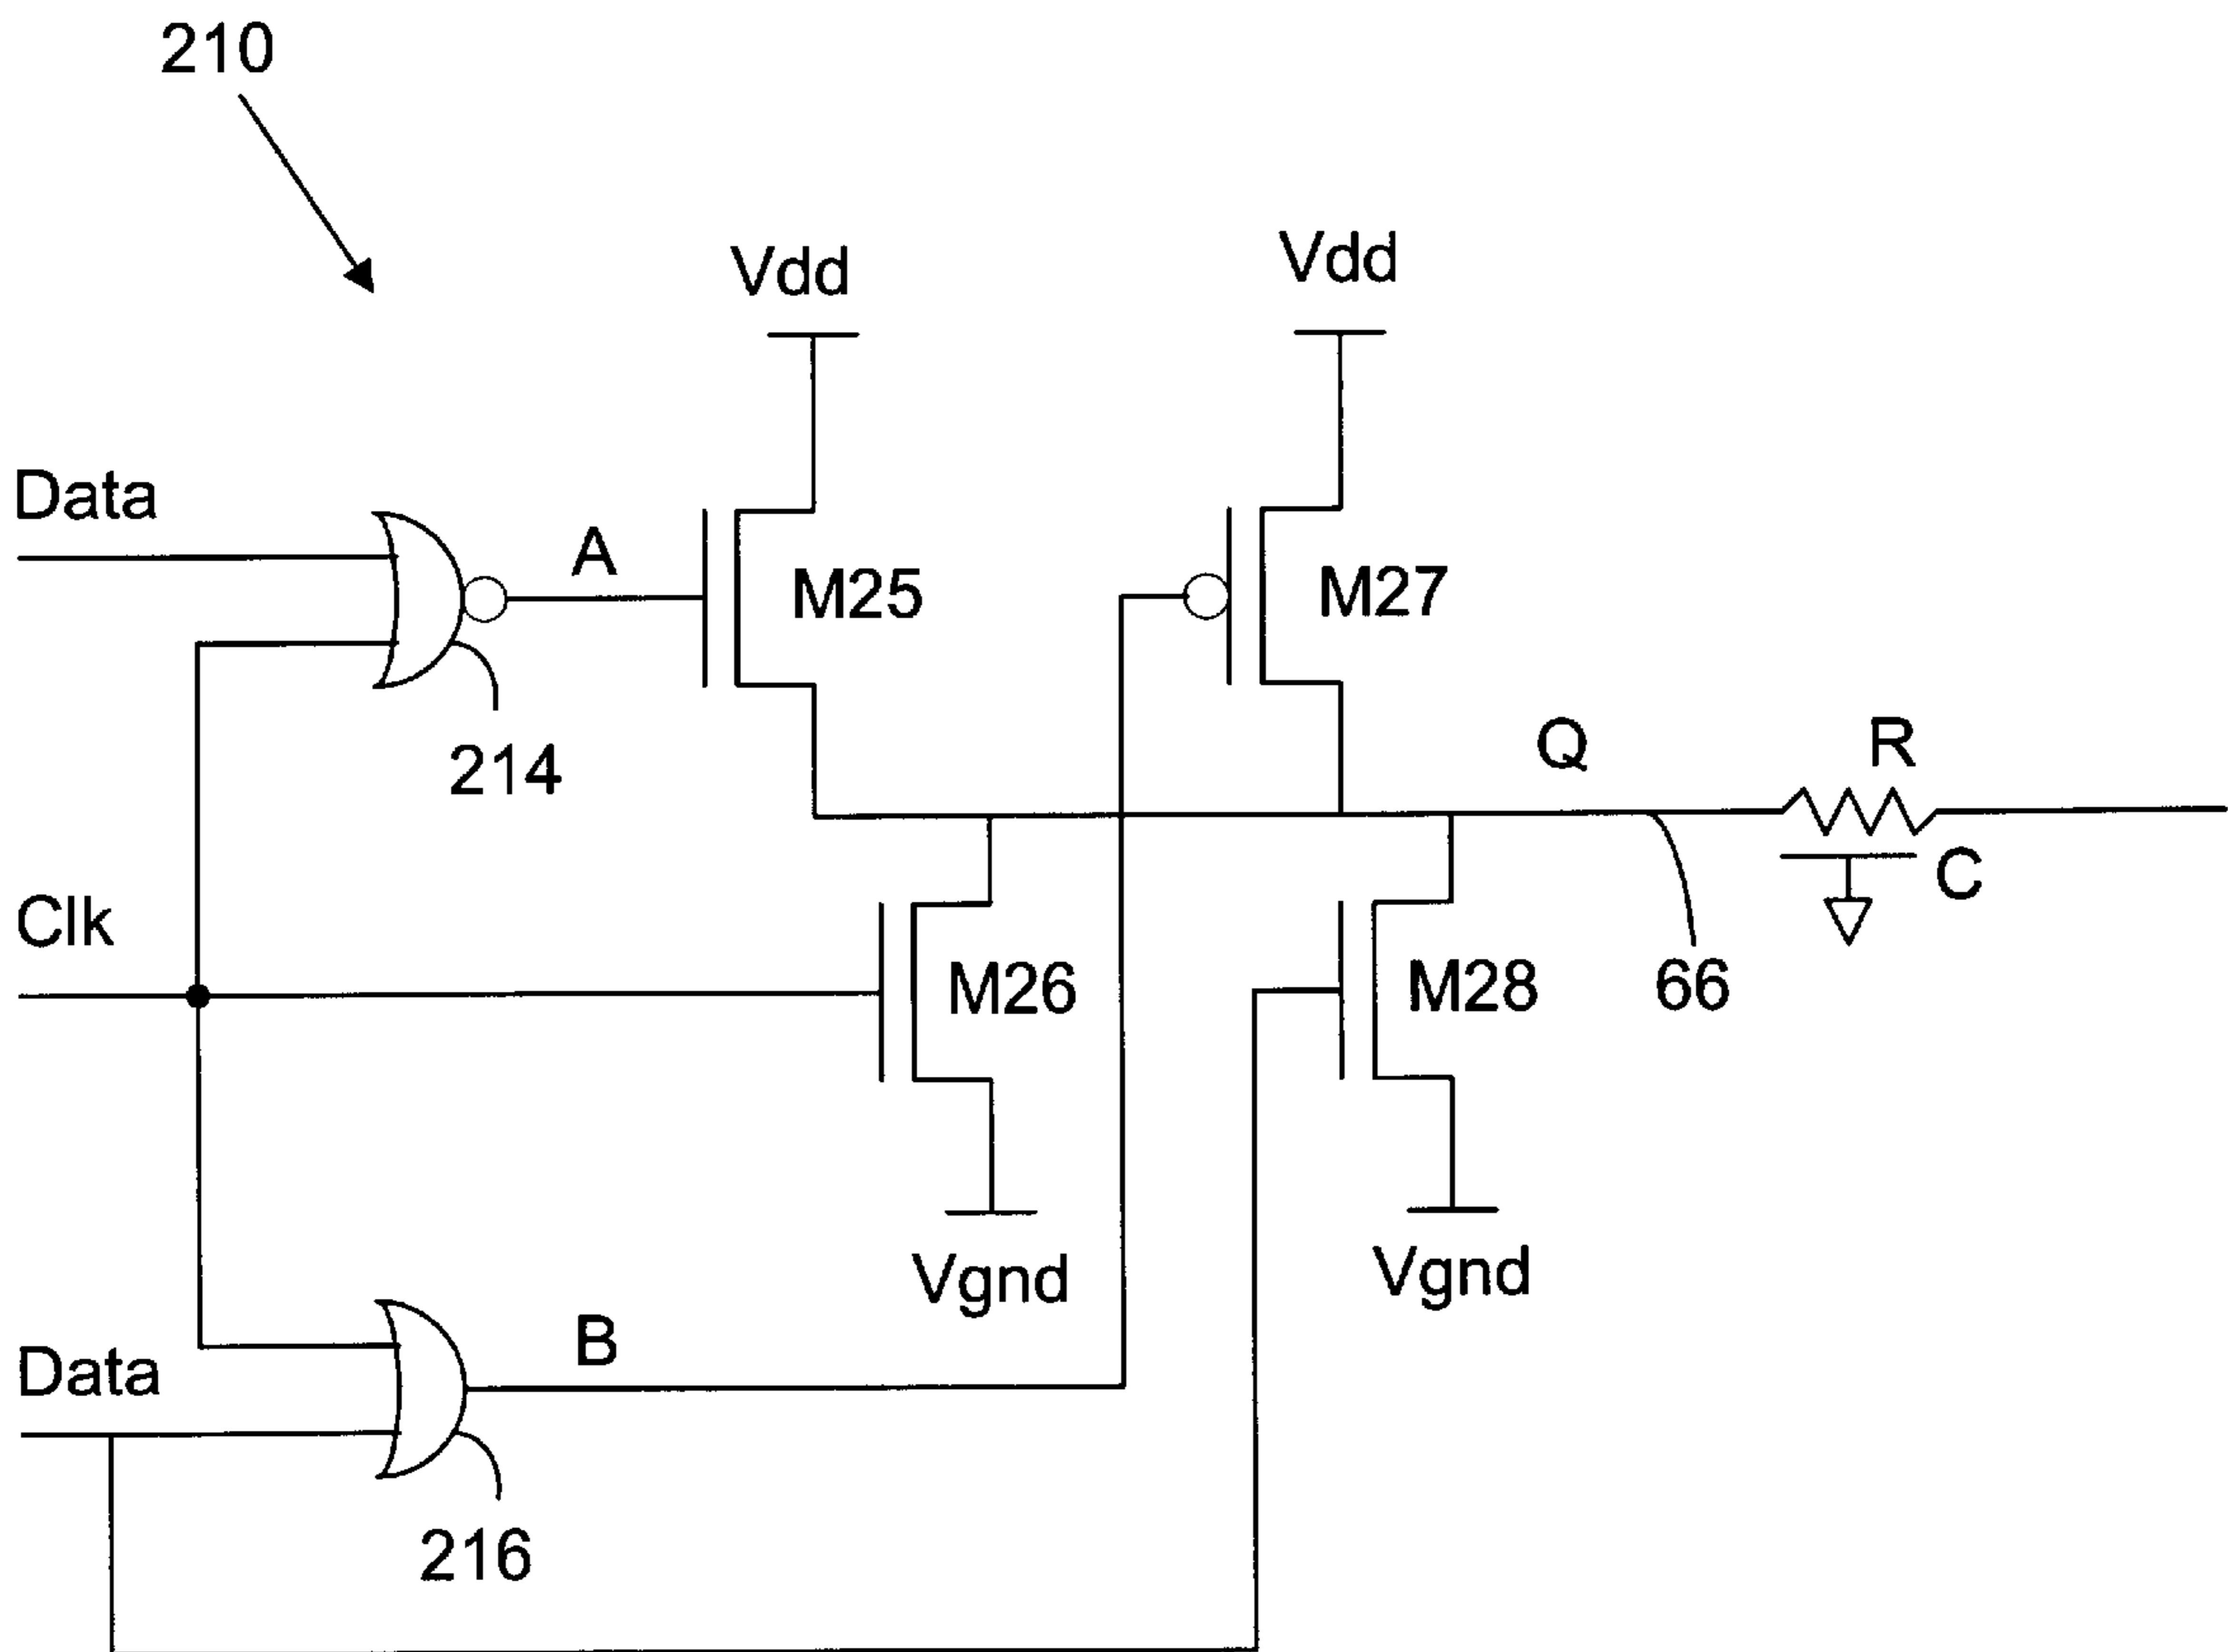 210
Vdd
Vdd
Data
A
M25
M27
214
Q
R
C
Clk
M26
M28
66
Vgnd
Vgnd
Data
B
216